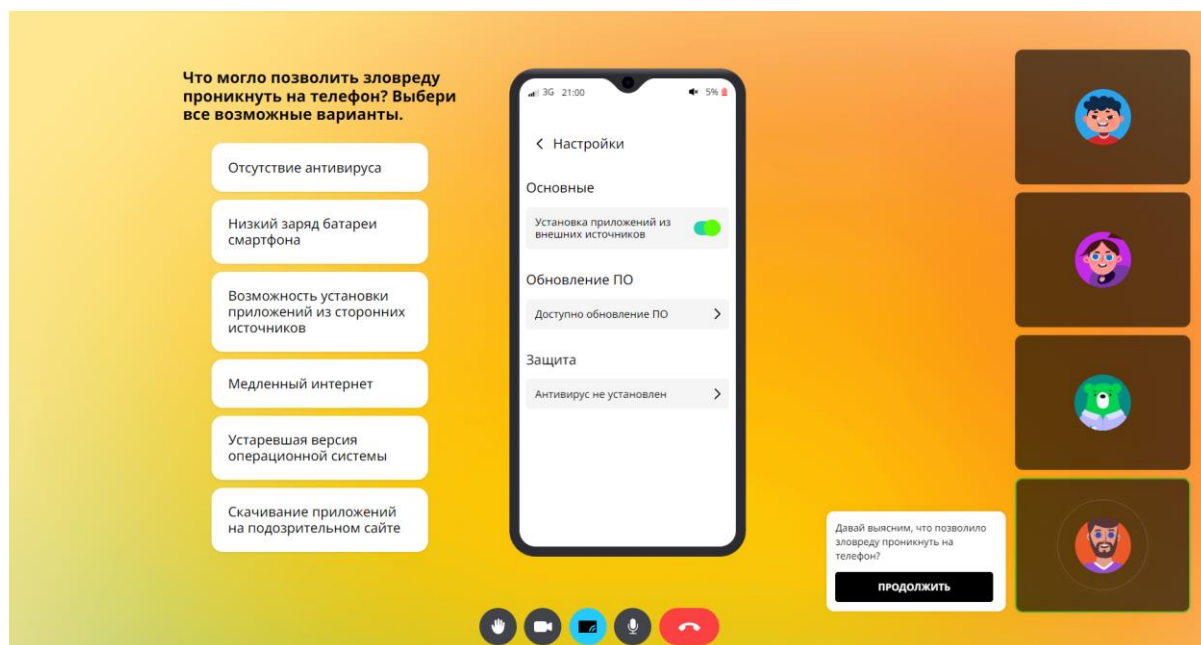 Что могло позволить зловреду
проникнуть на телефон? Выбери
все возможные варианты.
Отсутствие антивируса
Низкий заряд батареи
смартфона
Возможность установки
приложений из сторонних
источников
Медленный интернет
Устаревшая версия
операционной системы
Скачивание приложений
на подозрительном сайте
3G 21:00 5%
Настройки
Основные
Установка приложений из
внешних источников
Обновление ПО
Доступно обновление ПО
Защита
Антивирус не установлен
Давай выясним, что позволило
зловреду проникнуть на
телефон?
ПРОДОЛЖИТЬ